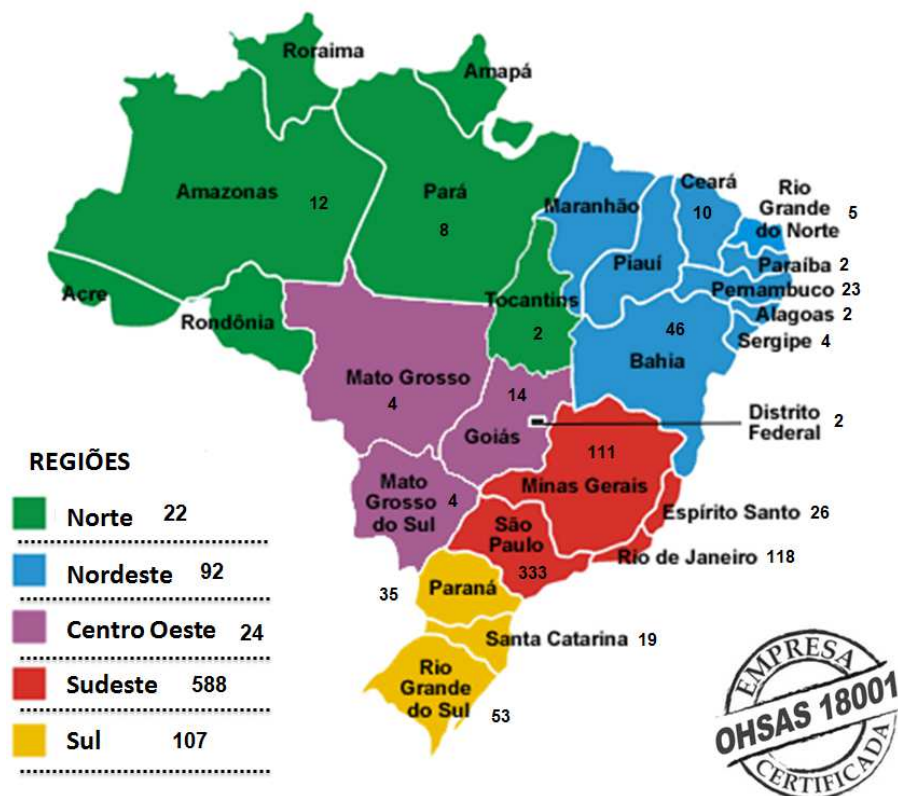 Roraima
Amapá
Amazonas 12
Pará
8
Acre
Rondônia
Tocantins
2
Maranhão
Piauí
Ceará
10
Rio
Grande 5
do Norte
Paraíba 2
Pernambuco 23
Alagoas 2
Sergipe 4
46
Bahia
Mato Grosso
4
14
Goiás
Distrito 2
Federal
Mato
Grosso 4
do Sul
111
Minas Gerais
Espírito Santo 26
São
Paulo
333
Rio de Janeiro 118
35 Paraná
Santa Catarina 19
Rio
Grande
do Sul 53
REGIÕES
Norte 22
Nordeste 92
Centro Oeste 24
Sudeste 588
Sul 107
EMPRESA
OHSAS 18001
CERTIFICADA